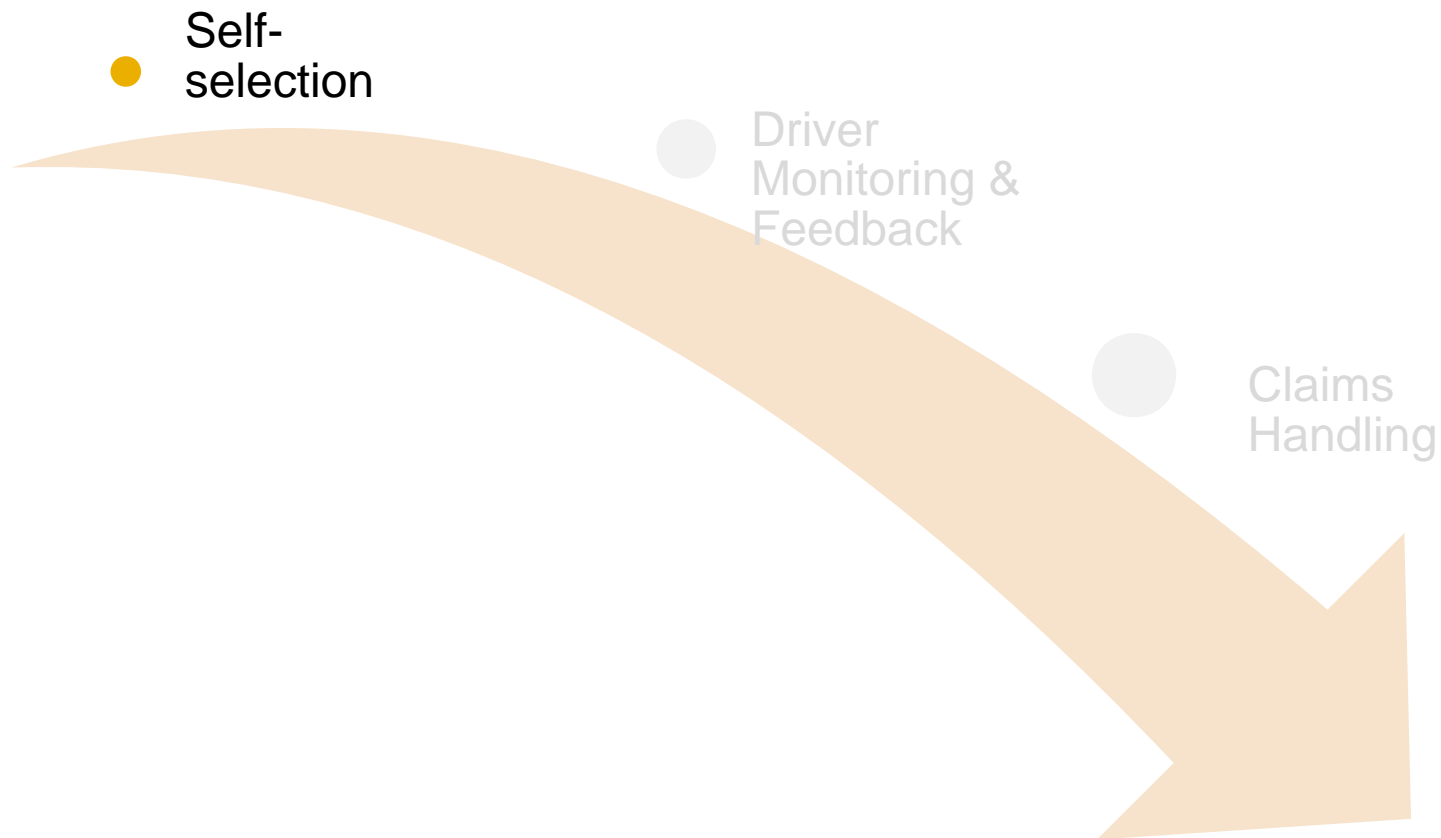 Self-
selection
Driver
Monitoring &
Feedback
Claims
Handling